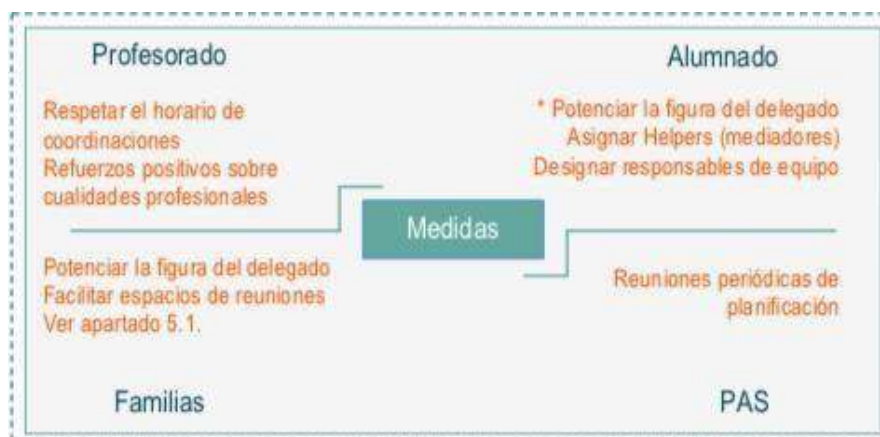 Profesorado
Respetar el horario de
coordinaciones
Refuerzos positivos sobre
cualidades profesionales
Alumnado
* Potenciar la figura del delegado
Asignar Helpers (mediadores)
Designar responsables de equipo
Medidas
Potenciar la figura del delegado
Facilitar espacios de reuniones
Ver apartado 5.1.
Familias
Reuniones periódicas de
planificación
PAS